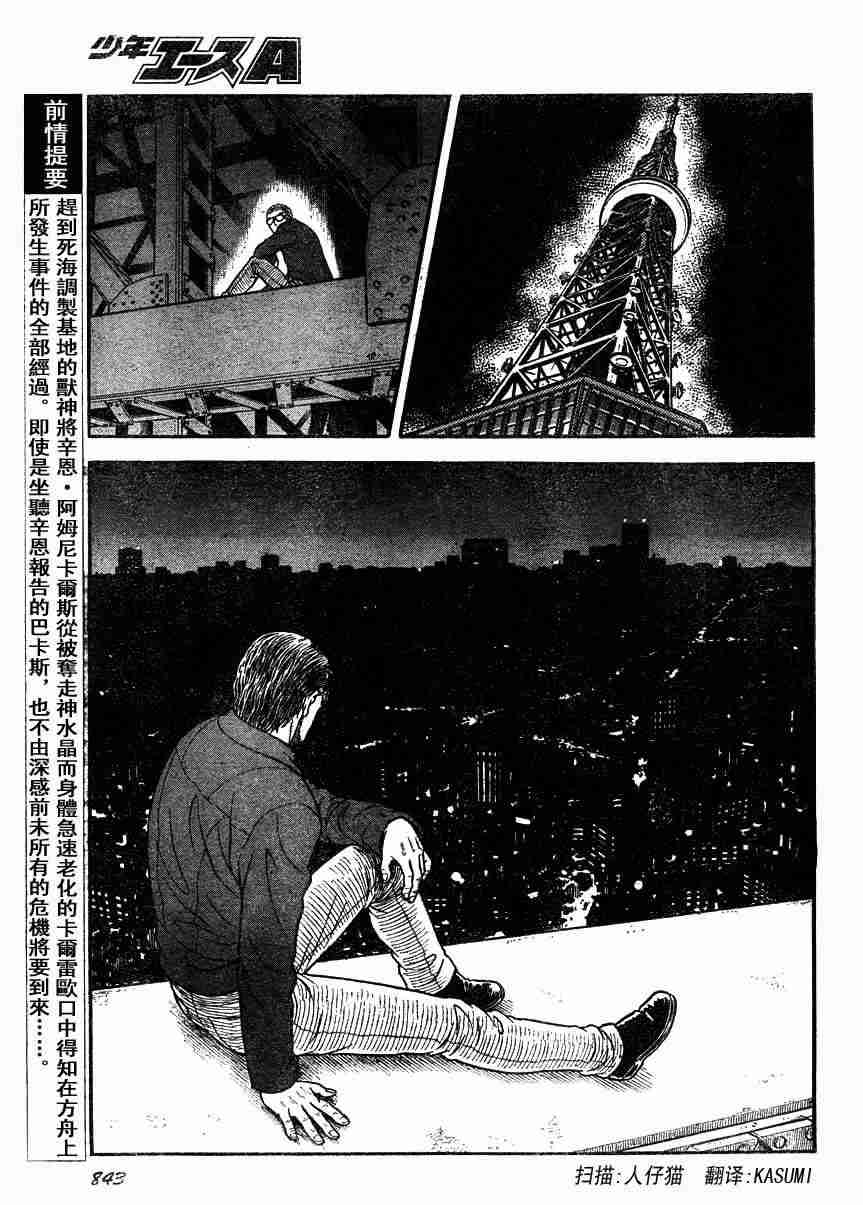 少年エースA
前情提要
趕到死海調製基地的獸神將辛恩・阿姆尼卡爾斯從被奪走神水晶而身體急速老化的卡爾雷歐口中得知在方舟上
所發生事件的全部經過。即使是坐聽辛恩報告的巴卡斯，也不由深感前未所有的危機將要到來……。
843
扫描:人仔猫 翻译:KASUMI